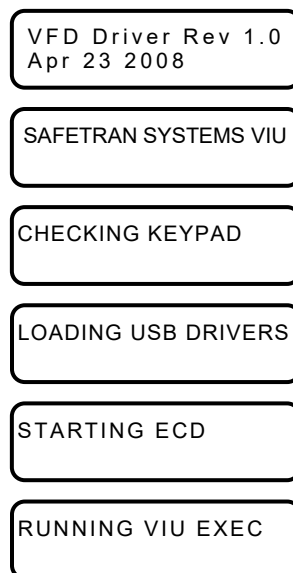 VFD Driver Rev 1.0
Apr 23 2008
SAFETRAN SYSTEMS VIU
CHECKING KEYPAD
LOADING USB DRIVERS
STARTING ECD
RUNNING VIU EXEC